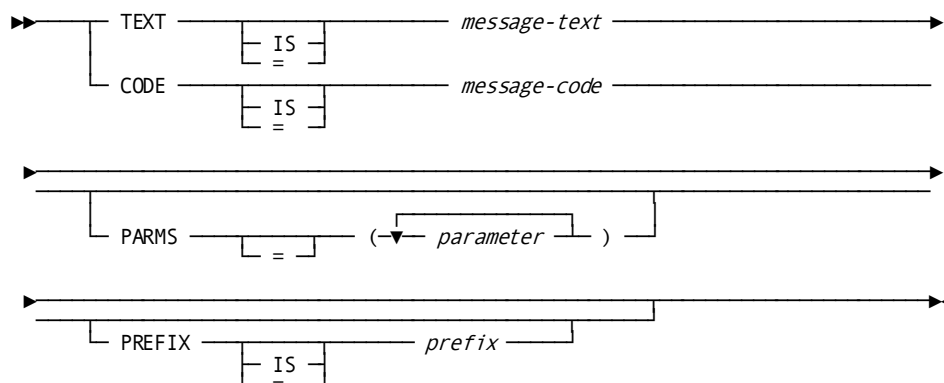 TEXT IS message-text
=
CODE IS message-code
=
PARMS = ( parameter )
PREFIX IS prefix
=